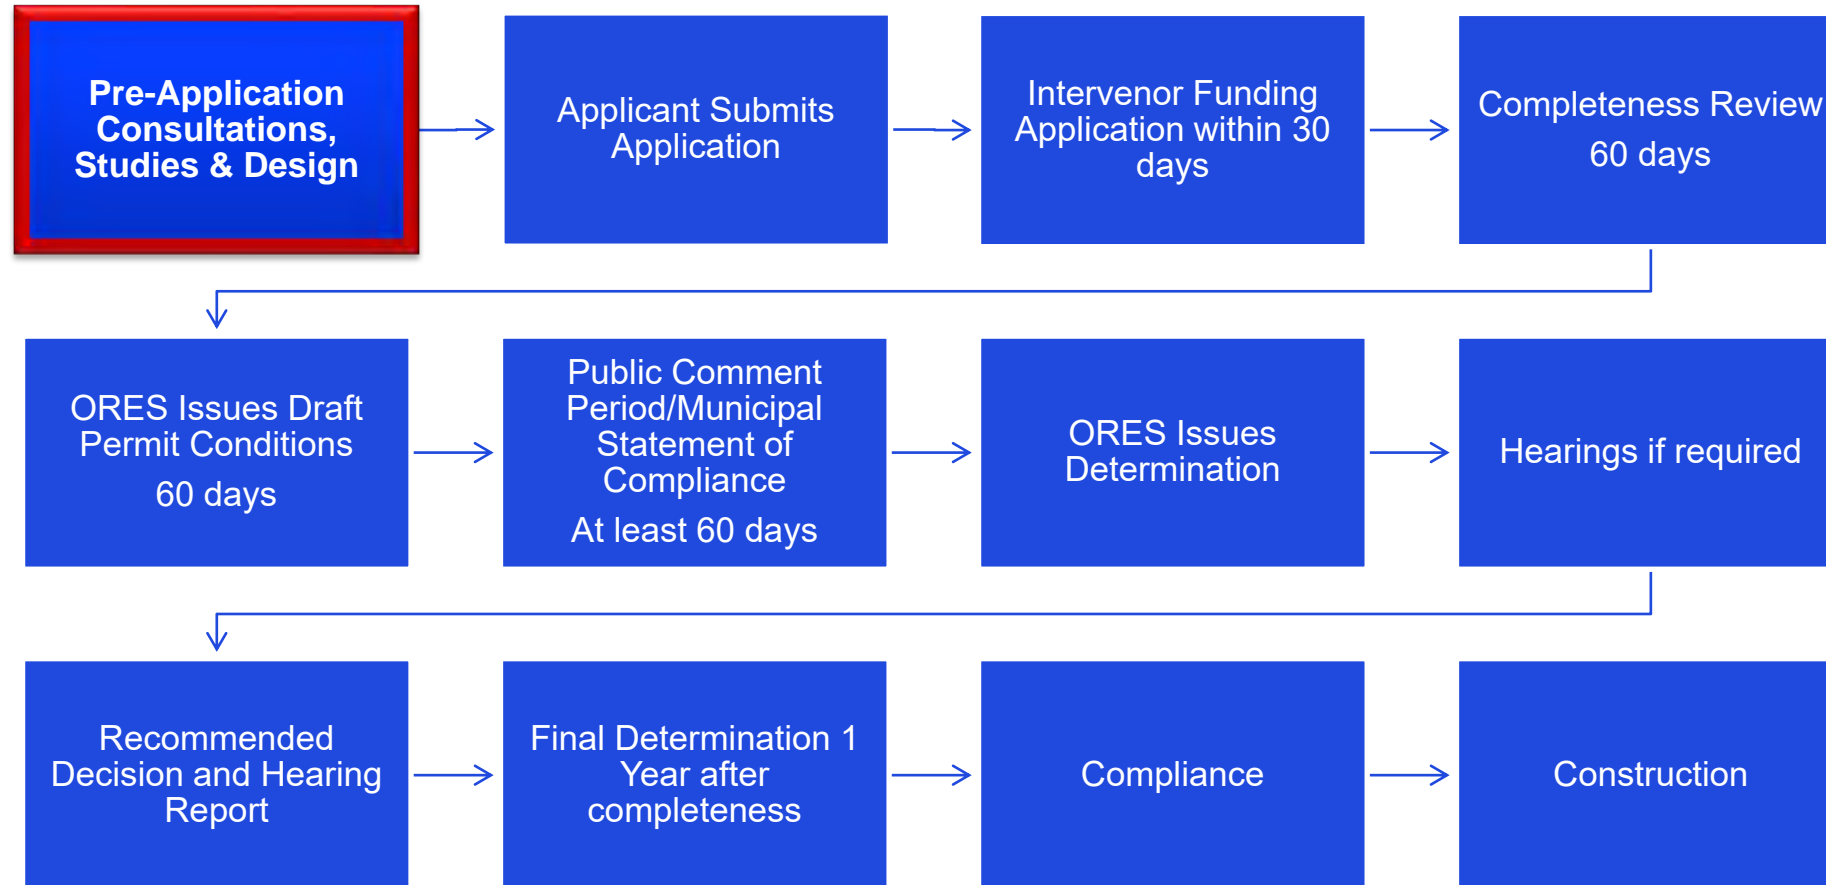 Pre-Application
Consultations,
Studies & Design
Applicant Submits
Application
Intervenor Funding
Application within 30
days
Completeness Review
60 days
ORES Issues Draft
Permit Conditions
60 days
Public Comment
Period/Municipal
Statement of
Compliance
At least 60 days
ORES Issues
Determination
Hearings if required
Recommended
Decision and Hearing
Report
Final Determination 1
Year after
completeness
Compliance
Construction